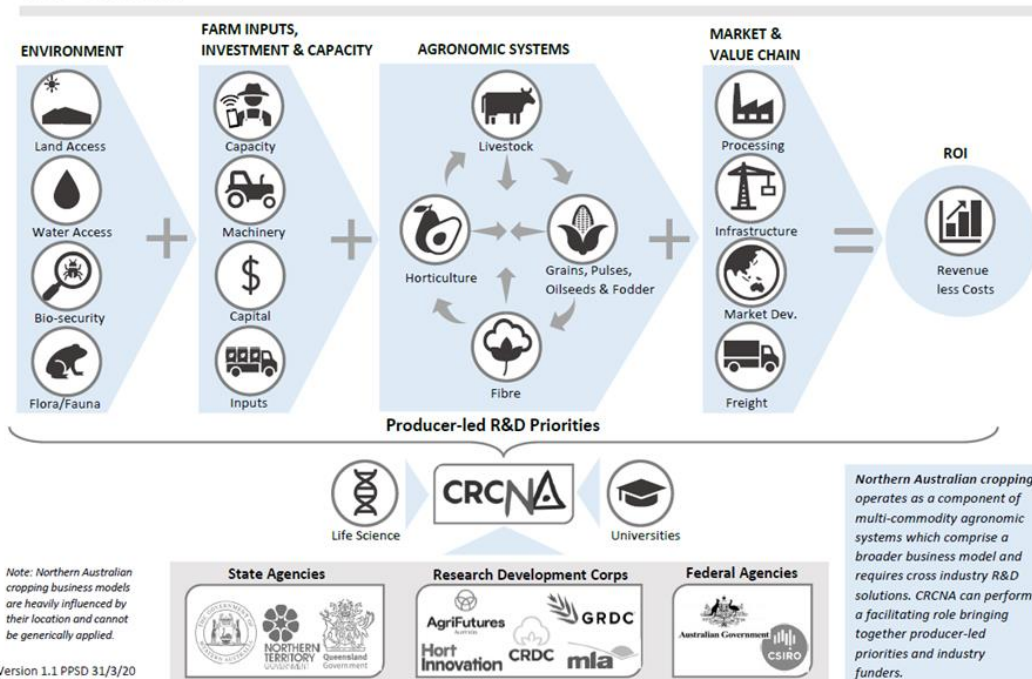 ENVIRONMENT
Land Access
Water Access
Bio-security
Flora/Fauna
FARM INPUTS,
INVESTMENT & CAPACITY
Capacity
Machinery
Capital
Inputs
AGRONOMIC SYSTEMS
Livestock
Horticulture
Grains, Pulses,
Oilseeds & Fodder
Fibre
MARKET &
VALUE CHAIN
Processing
Infrastructure
Market Dev.
Freight
ROI
Revenue
less Costs
Producer-led R&D Priorities
Life Science
CRCNA
Universities
Note: Northern Australian
cropping business models
are heavily influenced by
their location and cannot
be generically applied.
Version 1.1 PPSD 31/3/20
State Agencies
NORTHERN
TERRITORY
GOVERNMENT
Queensland
Government
Research Development Corps
AgriFutures
GRDC
Hort
Innovation
CRDC
mla
Federal Agencies
Australian Government
CSIRO
Northern Australian cropping
operates as a component of
multi-commodity agronomic
systems which comprise a
broader business model and
requires cross industry R&D
solutions. CRCNA can perform
a facilitating role bringing
together producer-led
priorities and industry
funders.